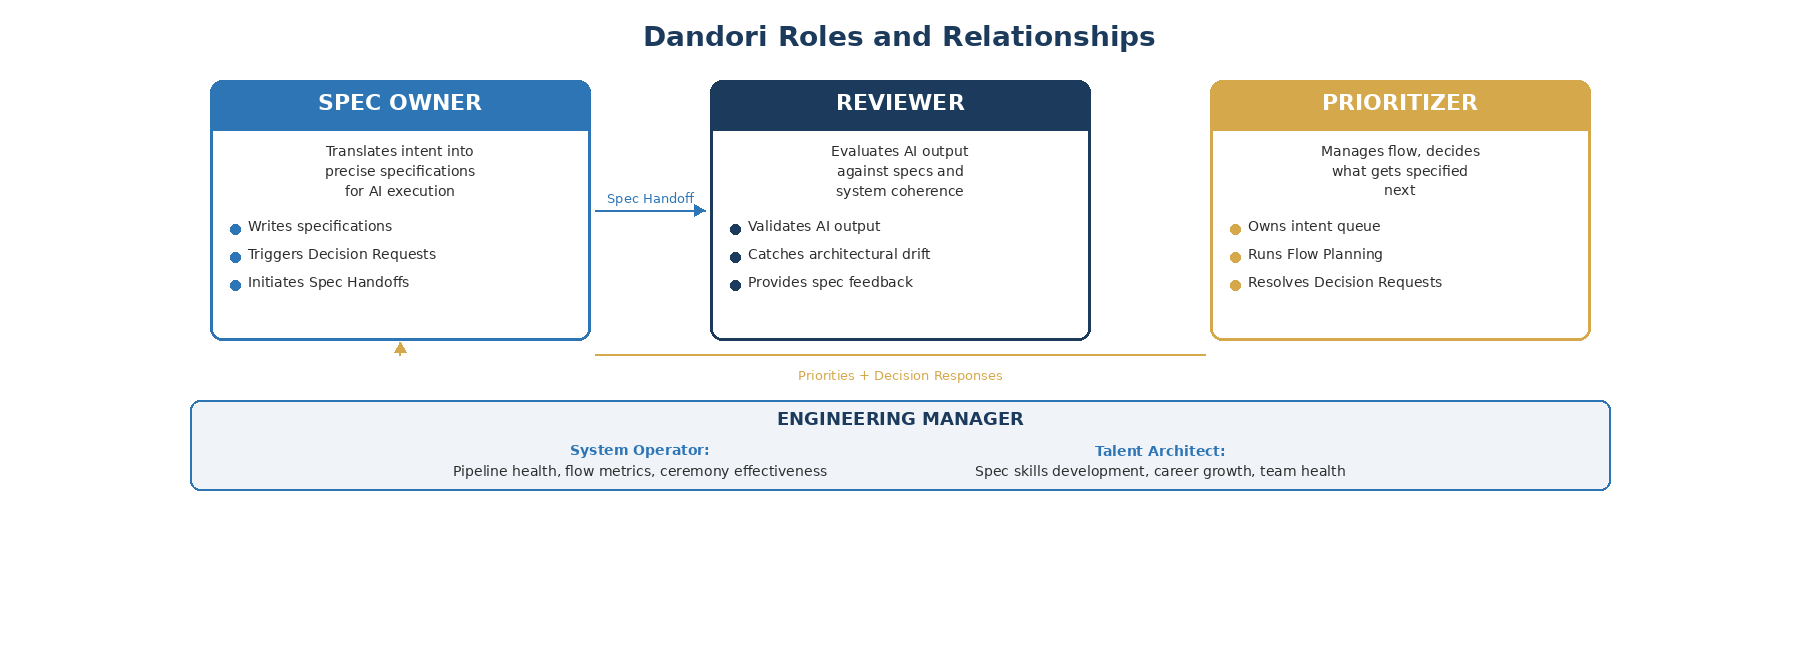 Dandori Roles and Relationships
SPEC OWNER
Translates intent into
precise specifications
for AI execution
Writes specifications
Triggers Decision Requests
Initiates Spec Handoffs
Spec Handoff
REVIEWER
Evaluates AI output
against specs and
system coherence
Validates AI output
Catches architectural drift
Provides spec feedback
PRIORITIZER
Manages flow, decides
what gets specified
next
Owns intent queue
Runs Flow Planning
Resolves Decision Requests
Priorities + Decision Responses
ENGINEERING MANAGER
System Operator:
Pipeline health, flow metrics, ceremony effectiveness
Talent Architect:
Spec skills development, career growth, team health